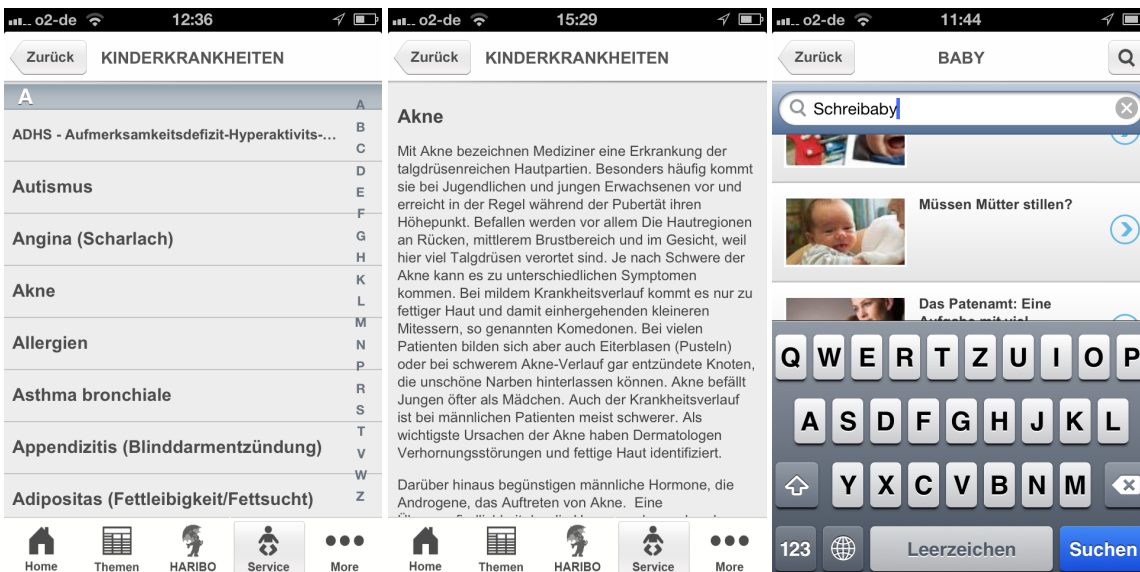 o2-de
12:36
Zurück
KINDERKRANKHEITEN
A
ADHS - Aufmerksamkeitsdefizit-Hyperaktivits-...
Autismus
Angina (Scharlach)
Akne
Allergien
Asthma bronchiale
Appendizitis (Blinddarmentzündung)
Adipositas (Fettleibigkeit/Fettsucht)
A
B
C
D
E
F
G
H
K
L
M
N
P
R
S
T
V
W
Z
Home
Themen
HARIBO
Service
More
o2-de
15:29
Zurück
KINDERKRANKHEITEN
Akne
Mit Akne bezeichnen Mediziner eine Erkrankung der
talgdrüsenreichen Hautpartien. Besonders häufig kommt
sie bei Jugendlichen und jungen Erwachsenen vor und
erreicht in der Regel während der Pubertät ihren
Höhepunkt. Befallen werden vor allem Die Hautregionen
an Rücken, mittlerem Brustbereich und im Gesicht, weil
hier viel Talgdrüsen verortet sind. Je nach Schwere der
Akne kann es zu unterschiedlichen Symptomen
kommen. Bei mildem Krankheitsverlauf kommt es nur zu
fettiger Haut und damit einhergehenden kleineren
Mitessern, so genannten Komedonen. Bei vielen
Patienten bilden sich aber auch Eiterblasen (Pusteln)
oder bei schwerem Akne-Verlauf gar entzündete Knoten,
die unschöne Narben hinterlassen können. Akne befällt
Jungen öfter als Mädchen. Auch der Krankheitsverlauf
ist bei männlichen Patienten meist schwerer. Als
wichtigste Ursachen der Akne haben Dermatologen
Verhornungsstörungen und fettige Haut identifiziert.
Darüber hinaus begünstigen männliche Hormone, die
Androgene, das Auftreten von Akne. Eine
Home
Themen
HARIBO
Service
More
o2-de
11:44
Zurück
BABY
Schreibaby
Müssen Mütter stillen?
Das Patenamt: Eine
Aufgabe mit viel
Q W E R T Z U I O P
A S D F G H J K L
Y X C V B N M
123
Leerzeichen
Suchen